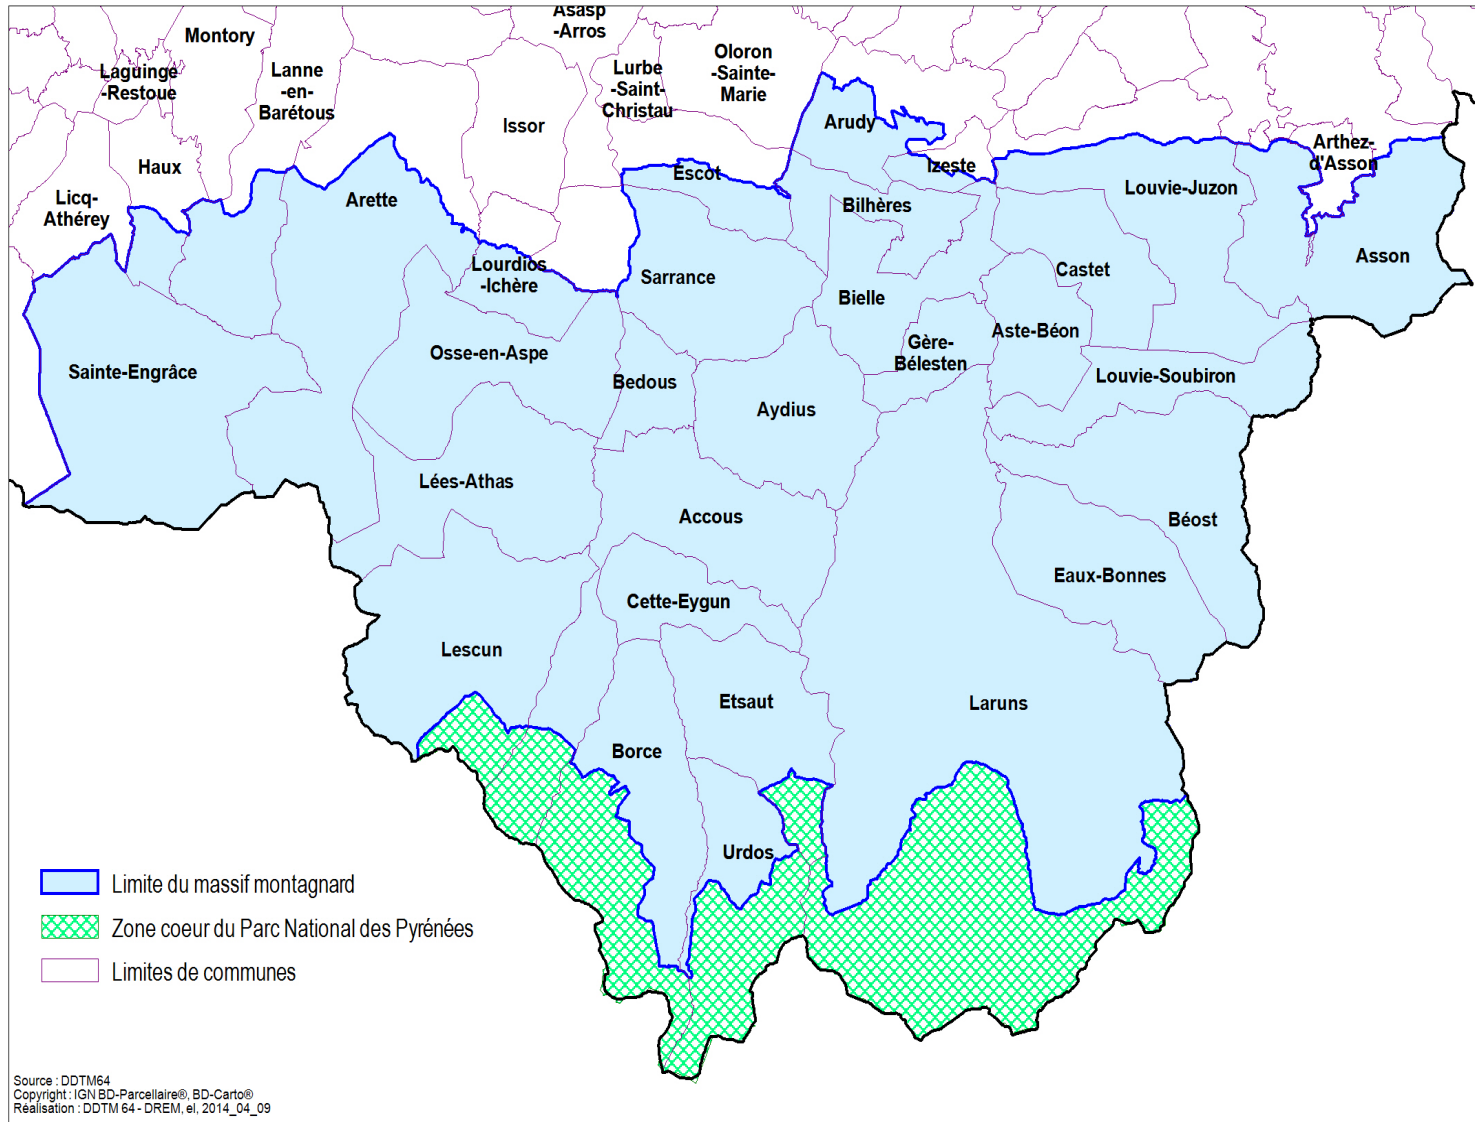 Asasp
-Arros
Montory
Laguinge
-Restoue
Lanne
-en-
Barétous
Oloron
-Sainte-
Marie
Lurbe
-Saint-
Christau
Issor
Arudy
Arthez-
d'Asson
Haux
Izeste
Escot
Licq-
Athérey
Arette
Bilhères
Louvie-Juzon
Lourdios
-Ichère
Sarrance
Castet
Asson
Bielle
Aste-Béon
Gère-
Bélesten
Osse-en-Aspe
Sainte-Engrâce
Bedous
Louvie-Soubiron
Aydius
Lées-Athas
Accous
Béost
Eaux-Bonnes
Cette-Eygun
Lescun
Etsaut
Laruns
Borce
Urdos
Limite du massif montagnard
Zone coeur du Parc National des Pyrénées
Limites de communes
Source : DDTM64
Copyright : IGN BD-Parcellaire®, BD-Carto®
Réalisation : DDTM 64 - DREM, el, 2014_04_09